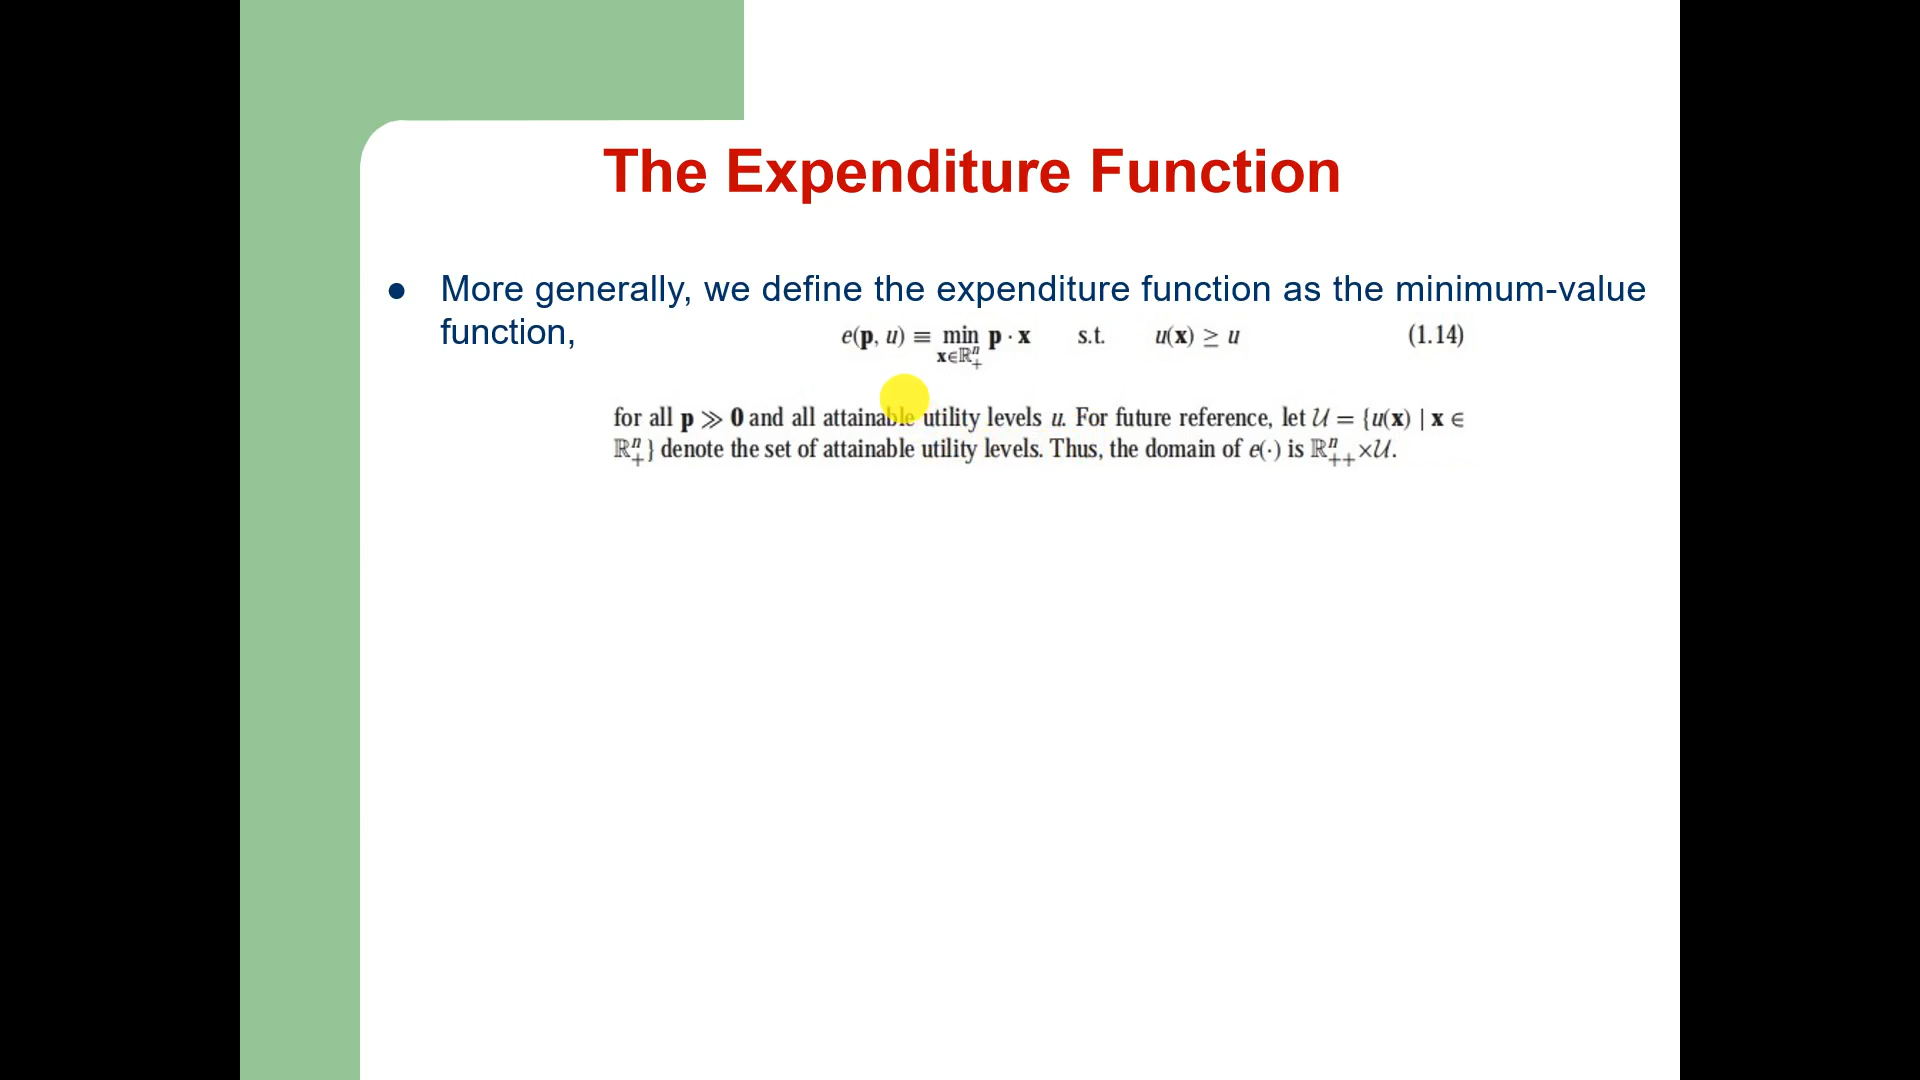 The Expenditure Function
● More generally, we define the expenditure function as the minimum-value
function,
e(p, u) ≡ min p · x s.t. u(x) ≥ u (1.14)
x∈ℝⁿ₊
for all p ≫ 0 and all attainable utility levels u. For future reference, let 𝒰 = {u(x) | x ∈
ℝⁿ₊} denote the set of attainable utility levels. Thus, the domain of e(·) is ℝⁿ₊₊×𝒰.